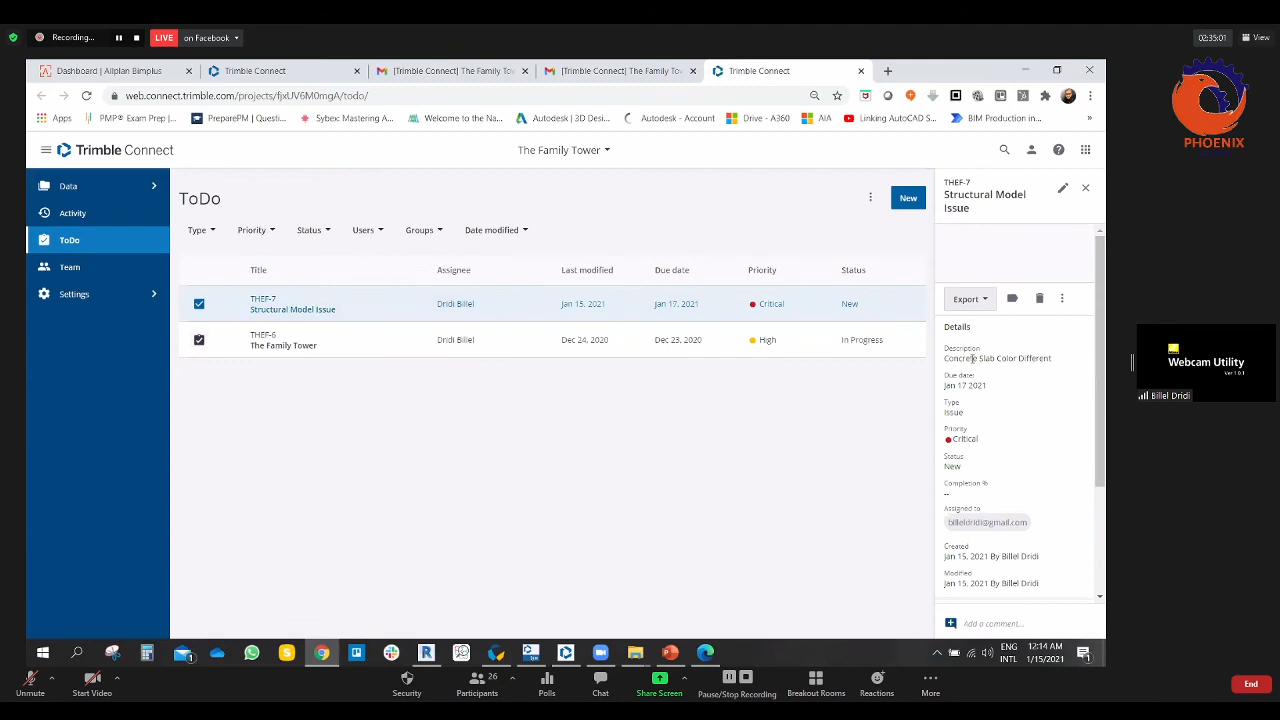 Recording...
LIVE
on Facebook
02:35:01
View
Dashboard | Allplan Bimplus
Trimble Connect
[Trimble Connect] The Family To
[Trimble Connect] The Family To
Trimble Connect
web.connect.trimble.com/projects/fjxUV6M0mgA/todo/
Apps
PMP® Exam Prep |...
PreparePM | Questi...
Sybex Mastering A...
Welcome to the Na...
Autodesk | 3D Desi...
Autodesk - Account
Drive - A360
AIA
Linking AutoCAD S...
BIM Production in...
»
PHOENIX
Trimble Connect
The Family Tower
Data
Activity
ToDo
Team
Settings
ToDo
New
Type
Priority
Status
Users
Groups
Date modified
Title
Assignee
Last modified
Due date
Priority
Status
THEF-7
Structural Model Issue
Dridi Billel
Jan 15, 2021
Jan 17, 2021
Critical
New
THEF-6
The Family Tower
Dridi Billel
Dec 24, 2020
Dec 23, 2020
High
In Progress
THEF-7
Structural Model
Issue
Export
Details
Description
Concrete Slab Color Different
Due date:
Jan 17 2021
Type
Issue
Priority
Critical
Status
New
Completion %
--
Assigned to
billeldridi@gmail.com
Created
Jan 15, 2021 By Billel Dridi
Modified
Jan 15, 2021 By Billel Dridi
Add a comment...
Webcam Utility
Ver 1.0.1
Billel Dridi
ENG
INTL
12:14 AM
1/15/2021
Unmute
Start Video
Security
Participants
26
Polls
Chat
Share Screen
Pause/Stop Recording
Breakout Rooms
Reactions
More
End